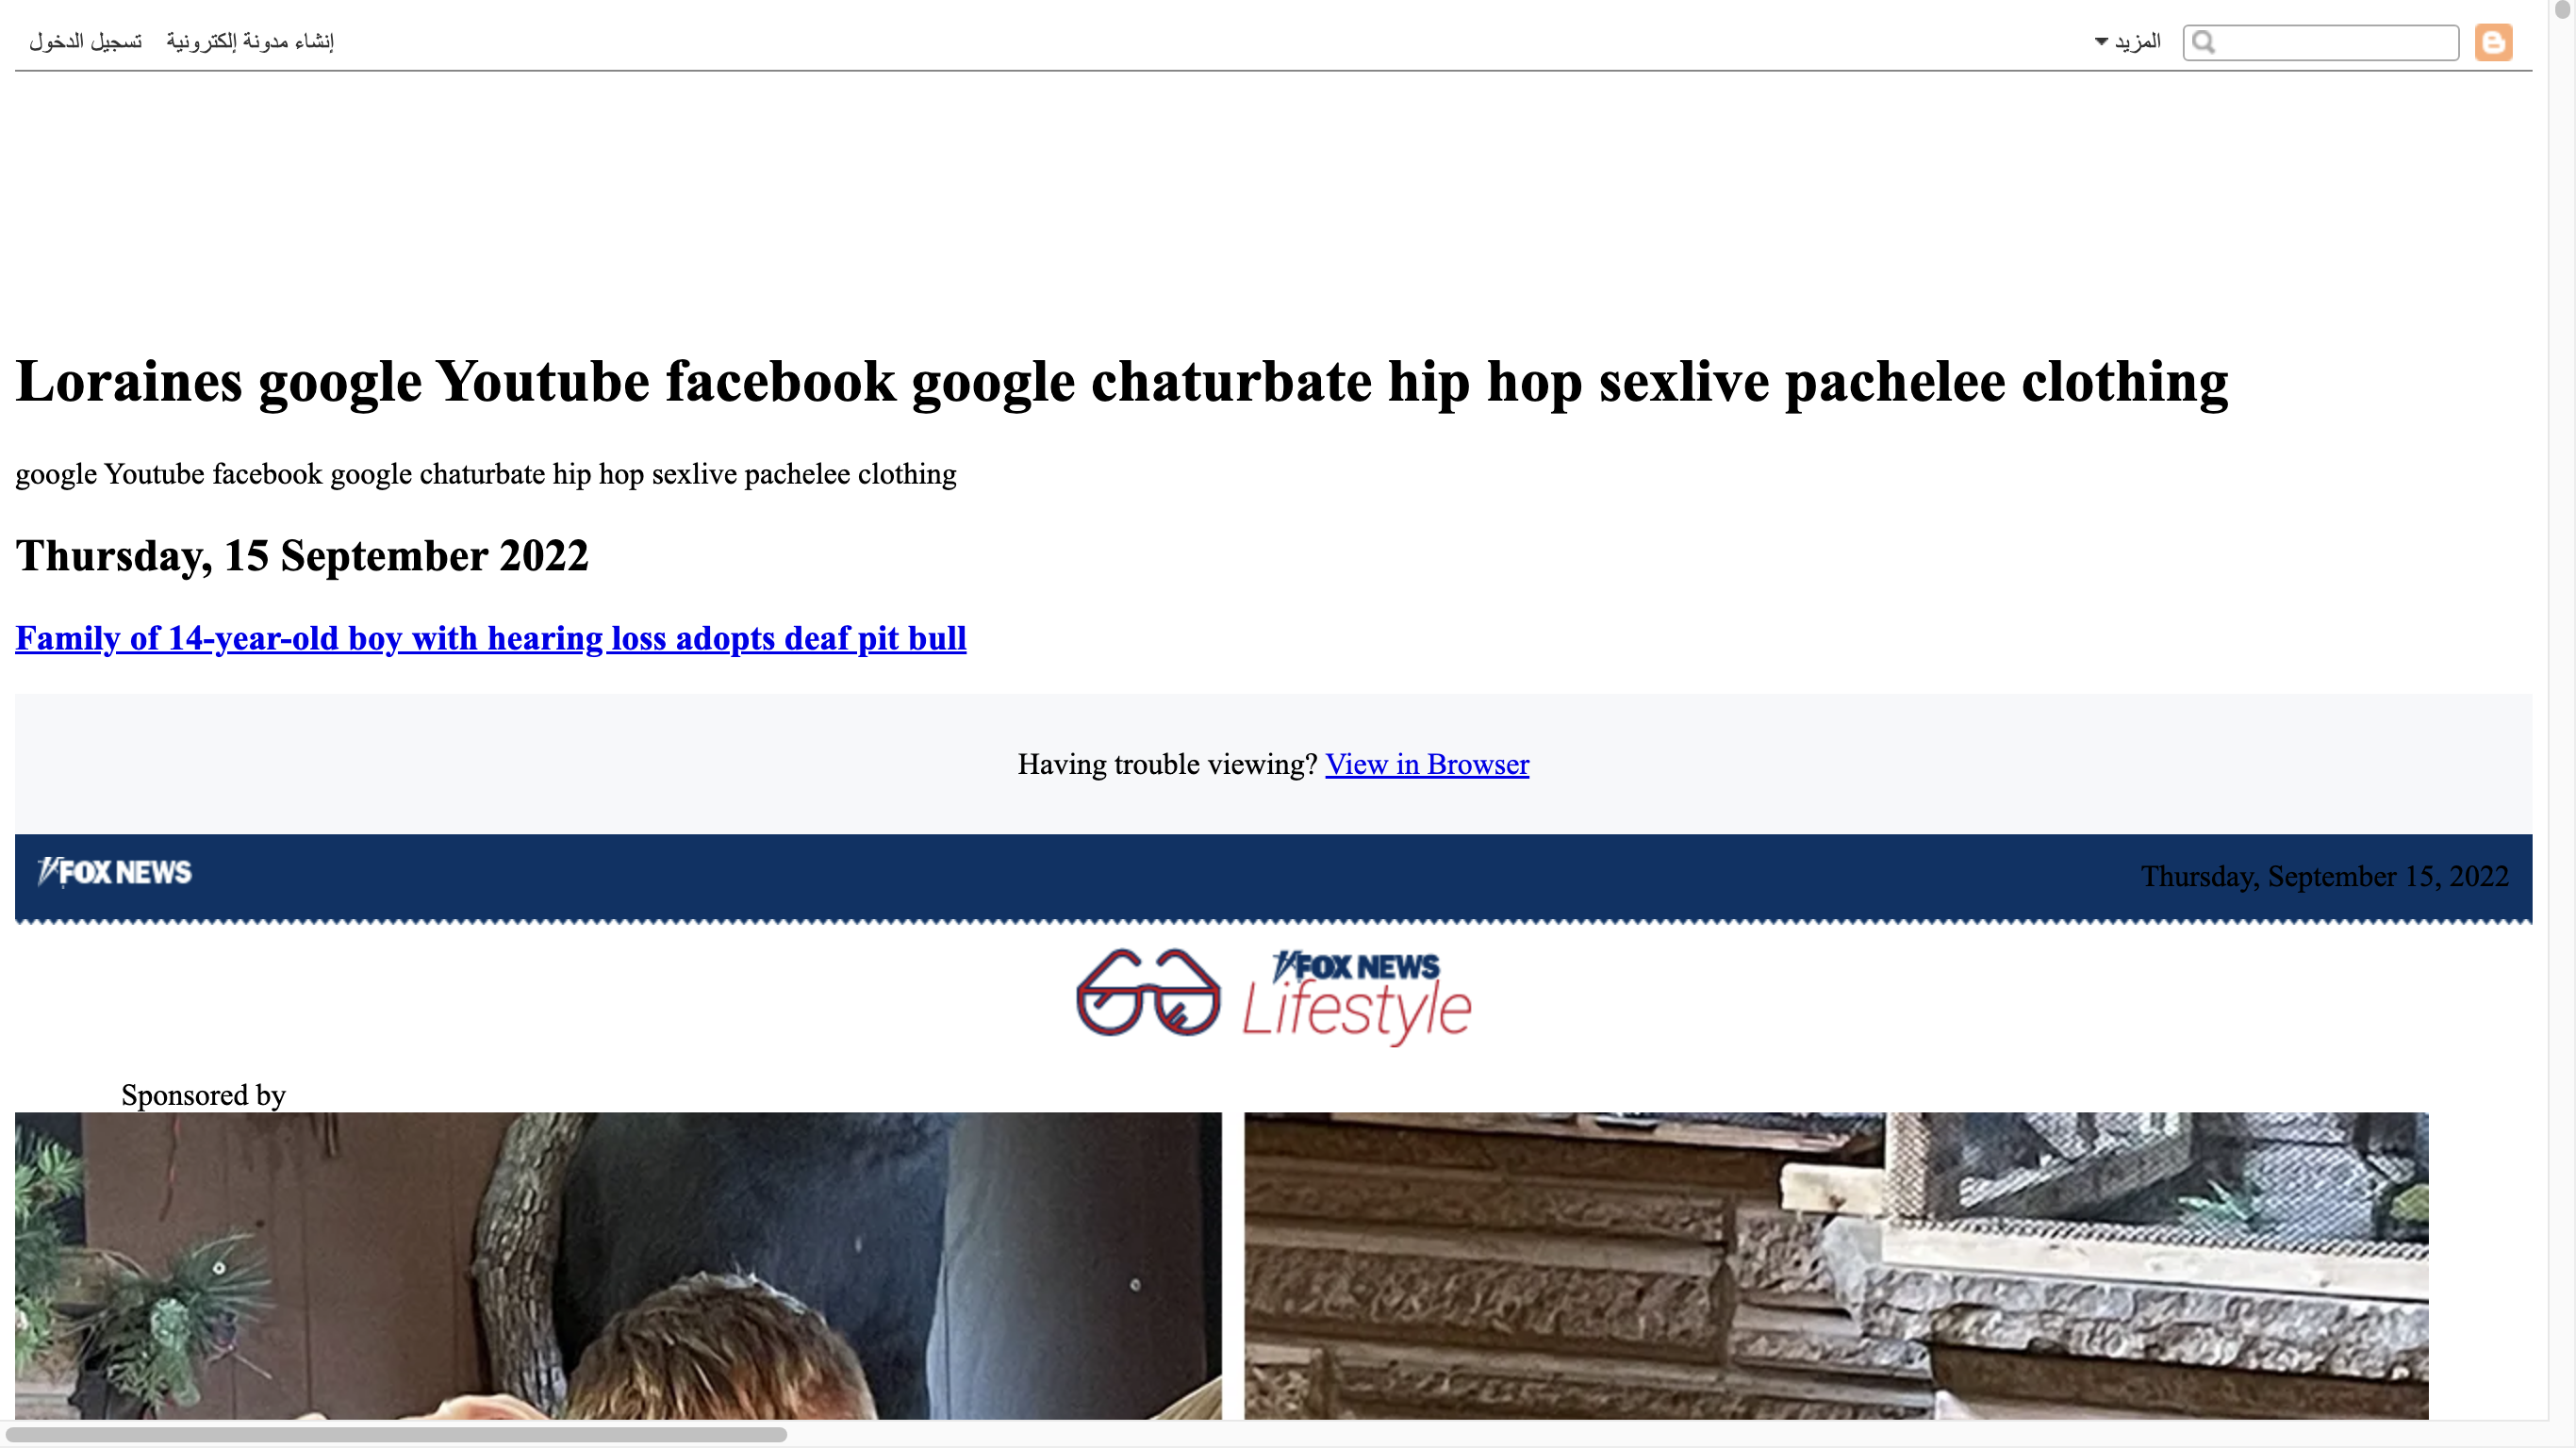 تسجيل الدخول إنشاء مدونة إلكترونية المزيد
Loraines google Youtube facebook google chaturbate hip hop sexlive pachelee clothing
google Youtube facebook google chaturbate hip hop sexlive pachelee clothing
Thursday, 15 September 2022
Family of 14-year-old boy with hearing loss adopts deaf pit bull
Having trouble viewing? View in Browser
FOX NEWS Thursday, September 15, 2022
FOX NEWS
Lifestyle
Sponsored by